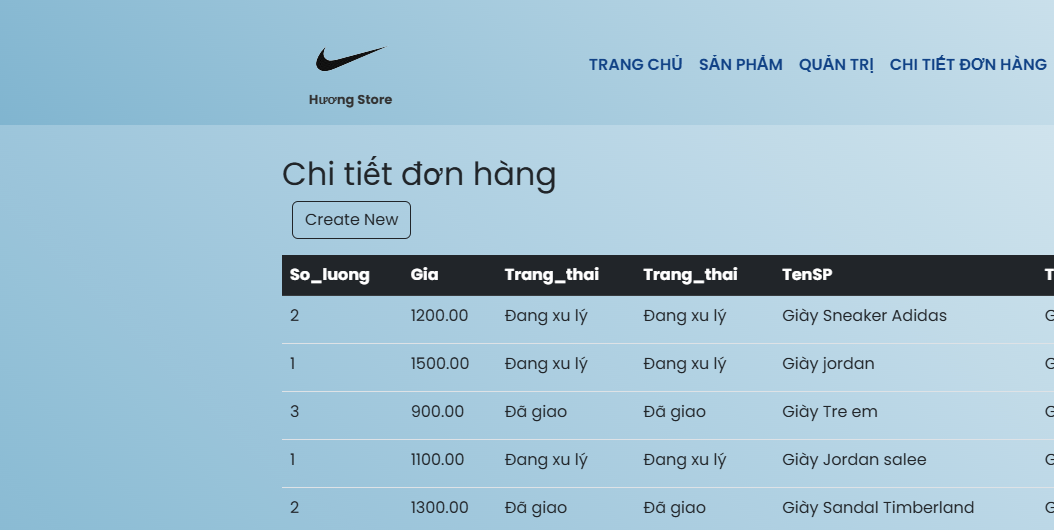 TRANG CHỦ SẢN PHẨM QUẢN TRỊ CHI TIẾT ĐƠN HÀNG
Hương Store
Chi tiết đơn hàng
Create New
So_luong Gia Trang_thai Trang_thai TenSP
2 1200.00 Đang xu lý Đang xu lý Giày Sneaker Adidas
1 1500.00 Đang xu lý Đang xu lý Giày jordan
3 900.00 Đã giao Đã giao Giày Tre em
1 1100.00 Đang xu lý Đang xu lý Giày Jordan salee
2 1300.00 Đã giao Đã giao Giày Sandal Timberland